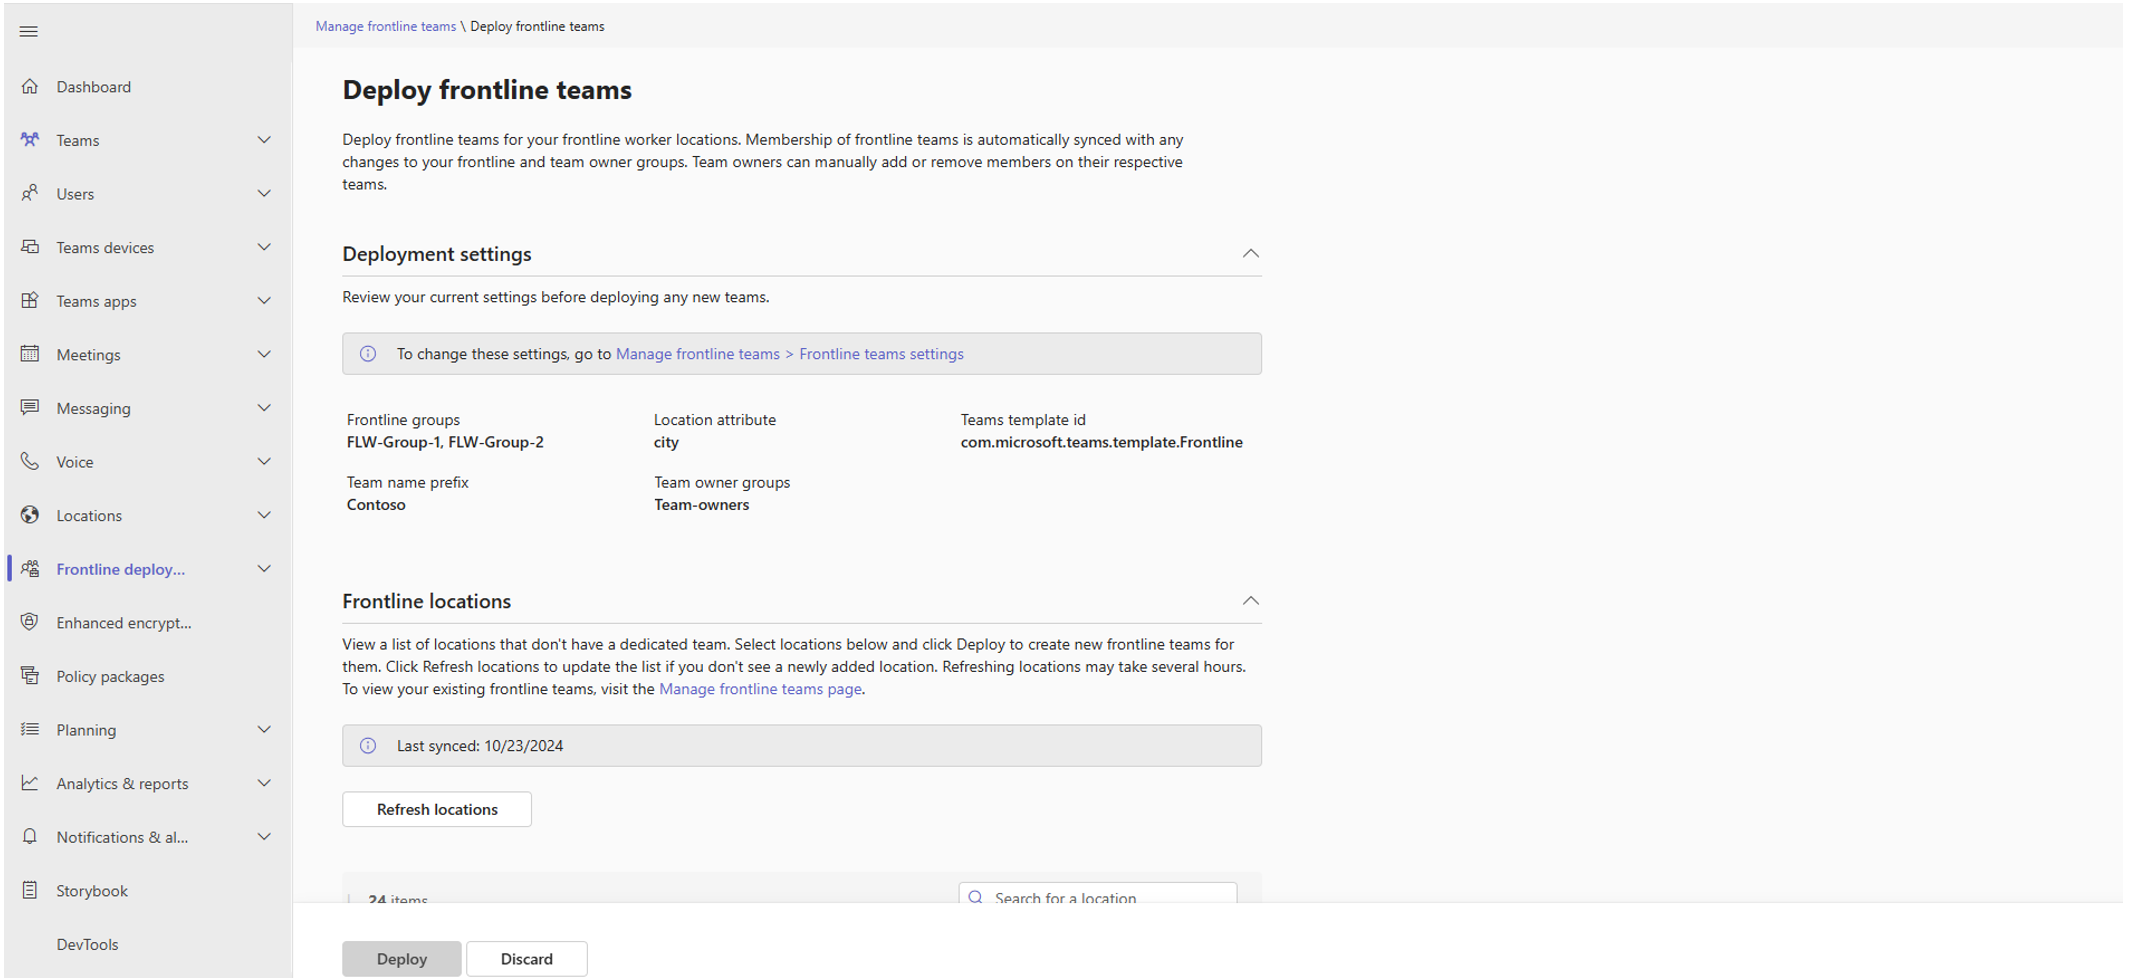 Manage frontline teams \ Deploy frontline teams
Dashboard
Teams
Users
Teams devices
Teams apps
Meetings
Messaging
Voice
Locations
Frontline deploy...
Enhanced encrypt...
Policy packages
Planning
Analytics & reports
Notifications & al...
Storybook
DevTools
Deploy frontline teams
Deploy frontline teams for your frontline worker locations. Membership of frontline teams is automatically synced with any
changes to your frontline and team owner groups. Team owners can manually add or remove members on their respective
teams.
Deployment settings
Review your current settings before deploying any new teams.
To change these settings, go to Manage frontline teams > Frontline teams settings
Frontline groups
FLW-Group-1, FLW-Group-2
Location attribute
city
Teams template id
com.microsoft.teams.template.Frontline
Team name prefix
Contoso
Team owner groups
Team-owners
Frontline locations
View a list of locations that don't have a dedicated team. Select locations below and click Deploy to create new frontline teams for
them. Click Refresh locations to update the list if you don't see a newly added location. Refreshing locations may take several hours.
To view your existing frontline teams, visit the Manage frontline teams page.
Last synced: 10/23/2024
Refresh locations
24 items
Search for a location
Deploy
Discard